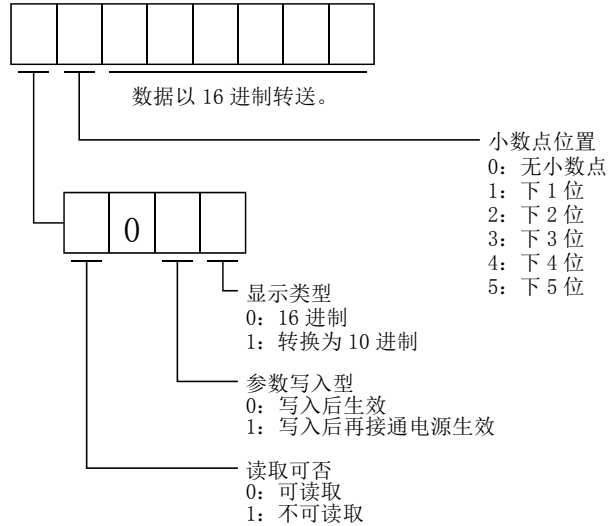 数据以 16 进制转送。
小数点位置
0: 无小数点
1: 下 1 位
2: 下 2 位
3: 下 3 位
4: 下 4 位
5: 下 5 位
0
显示类型
0: 16 进制
1: 转换为 10 进制
参数写入型
0: 写入后生效
1: 写入后再接通电源生效
读取可否
0: 可读取
1: 不可读取